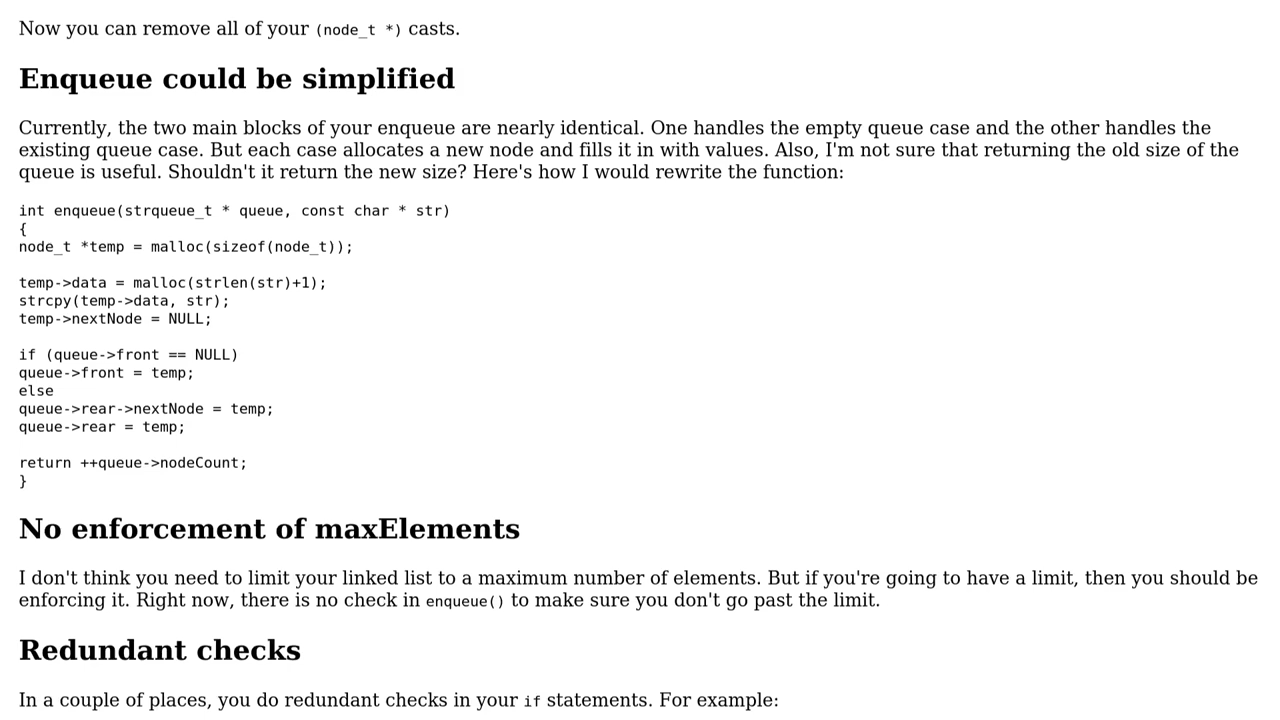 Now you can remove all of your (node_t *) casts.
Enqueue could be simplified
Currently, the two main blocks of your enqueue are nearly identical. One handles the empty queue case and the other handles the
existing queue case. But each case allocates a new node and fills it in with values. Also, I'm not sure that returning the old size of the
queue is useful. Shouldn't it return the new size? Here's how I would rewrite the function:
int enqueue(strqueue_t * queue, const char * str)
{
node_t *temp = malloc(sizeof(node_t));
temp->data = malloc(strlen(str)+1);
strcpy(temp->data, str);
temp->nextNode = NULL;
if (queue->front == NULL)
queue->front = temp;
else
queue->rear->nextNode = temp;
queue->rear = temp;
return ++queue->nodeCount;
}
No enforcement of maxElements
I don't think you need to limit your linked list to a maximum number of elements. But if you're going to have a limit, then you should be
enforcing it. Right now, there is no check in enqueue() to make sure you don't go past the limit.
Redundant checks
In a couple of places, you do redundant checks in your if statements. For example: